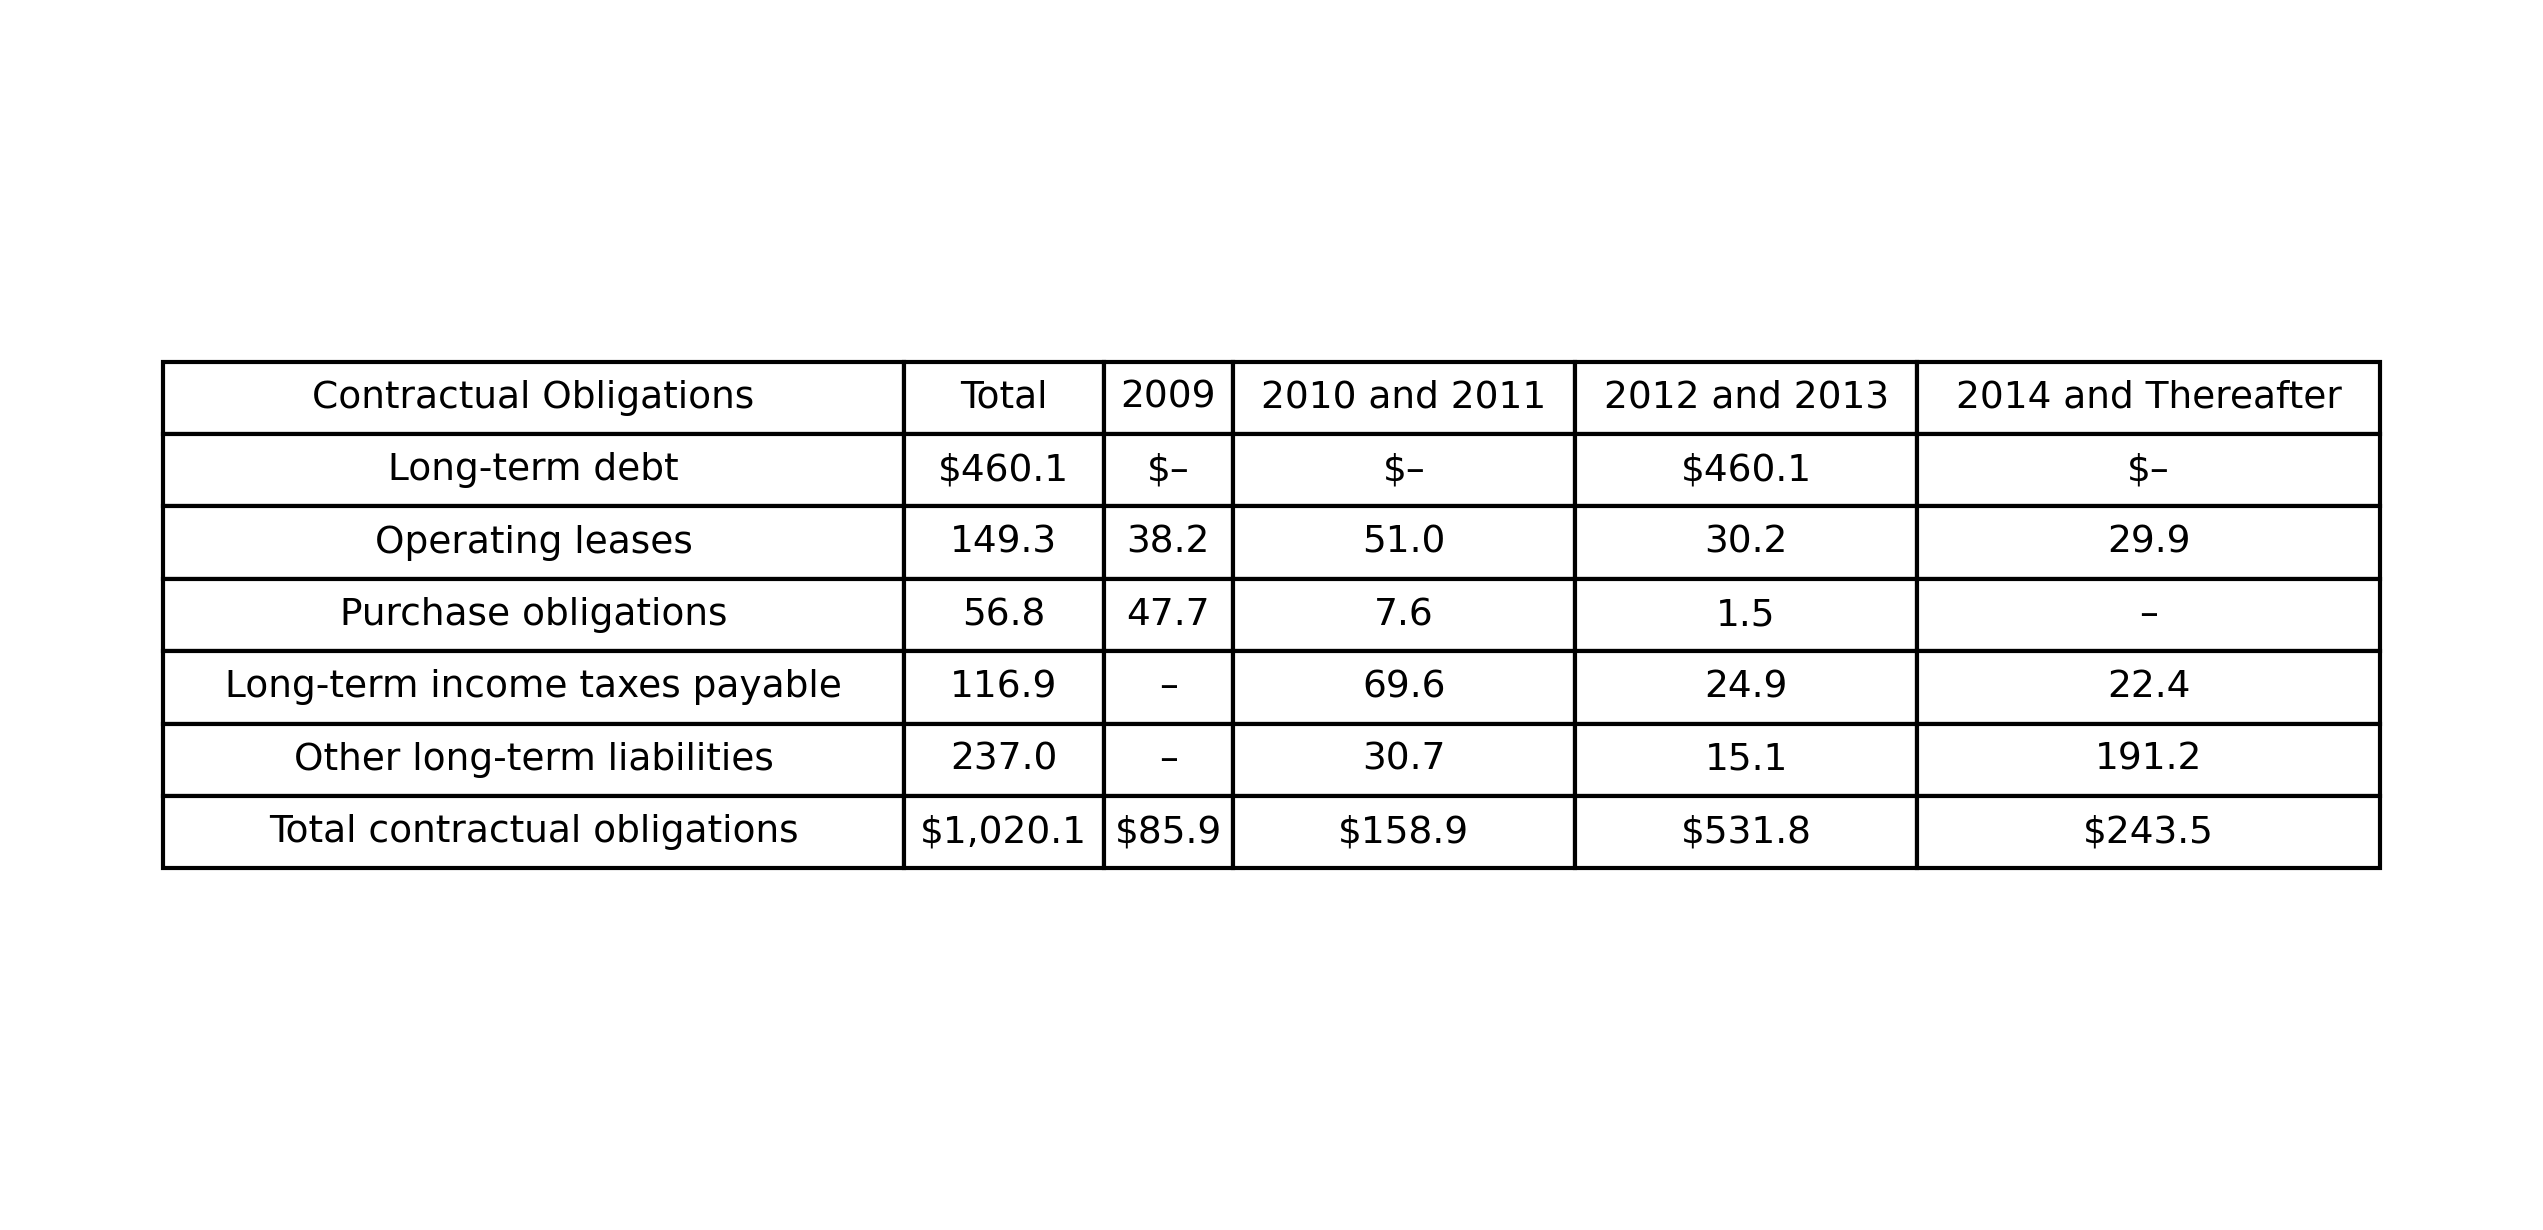 Contractual Obligations Total 2009 2010 and 2011 2012 and 2013 2014 and Thereafter
Long-term debt $460.1 $– $– $460.1 $–
Operating leases 149.3 38.2 51.0 30.2 29.9
Purchase obligations 56.8 47.7 7.6 1.5 –
Long-term income taxes payable 116.9 – 69.6 24.9 22.4
Other long-term liabilities 237.0 – 30.7 15.1 191.2
Total contractual obligations $1,020.1 $85.9 $158.9 $531.8 $243.5